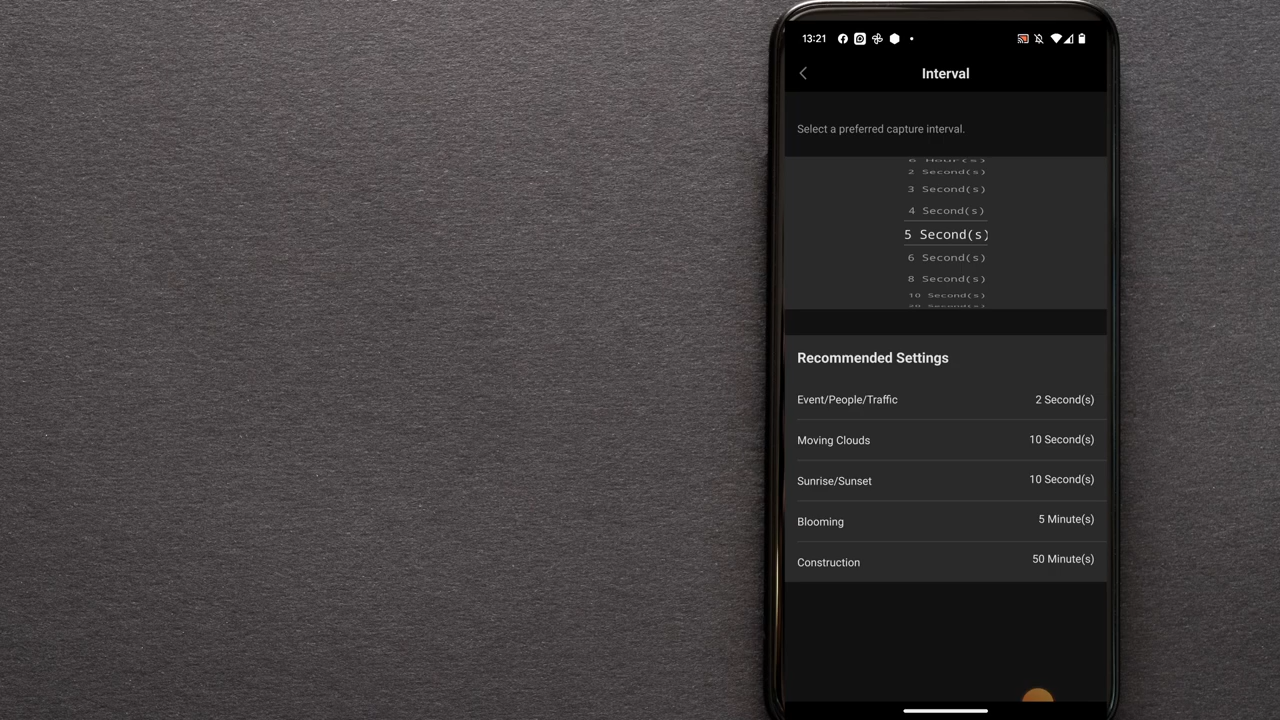 13:21
Interval
Select a preferred capture interval.
6 Hour(s)
2 Second(s)
3 Second(s)
4 Second(s)
5 Second(s)
6 Second(s)
8 Second(s)
10 Second(s)
Recommended Settings
Event/People/Traffic 2 Second(s)
Moving Clouds 10 Second(s)
Sunrise/Sunset 10 Second(s)
Blooming 5 Minute(s)
Construction 50 Minute(s)